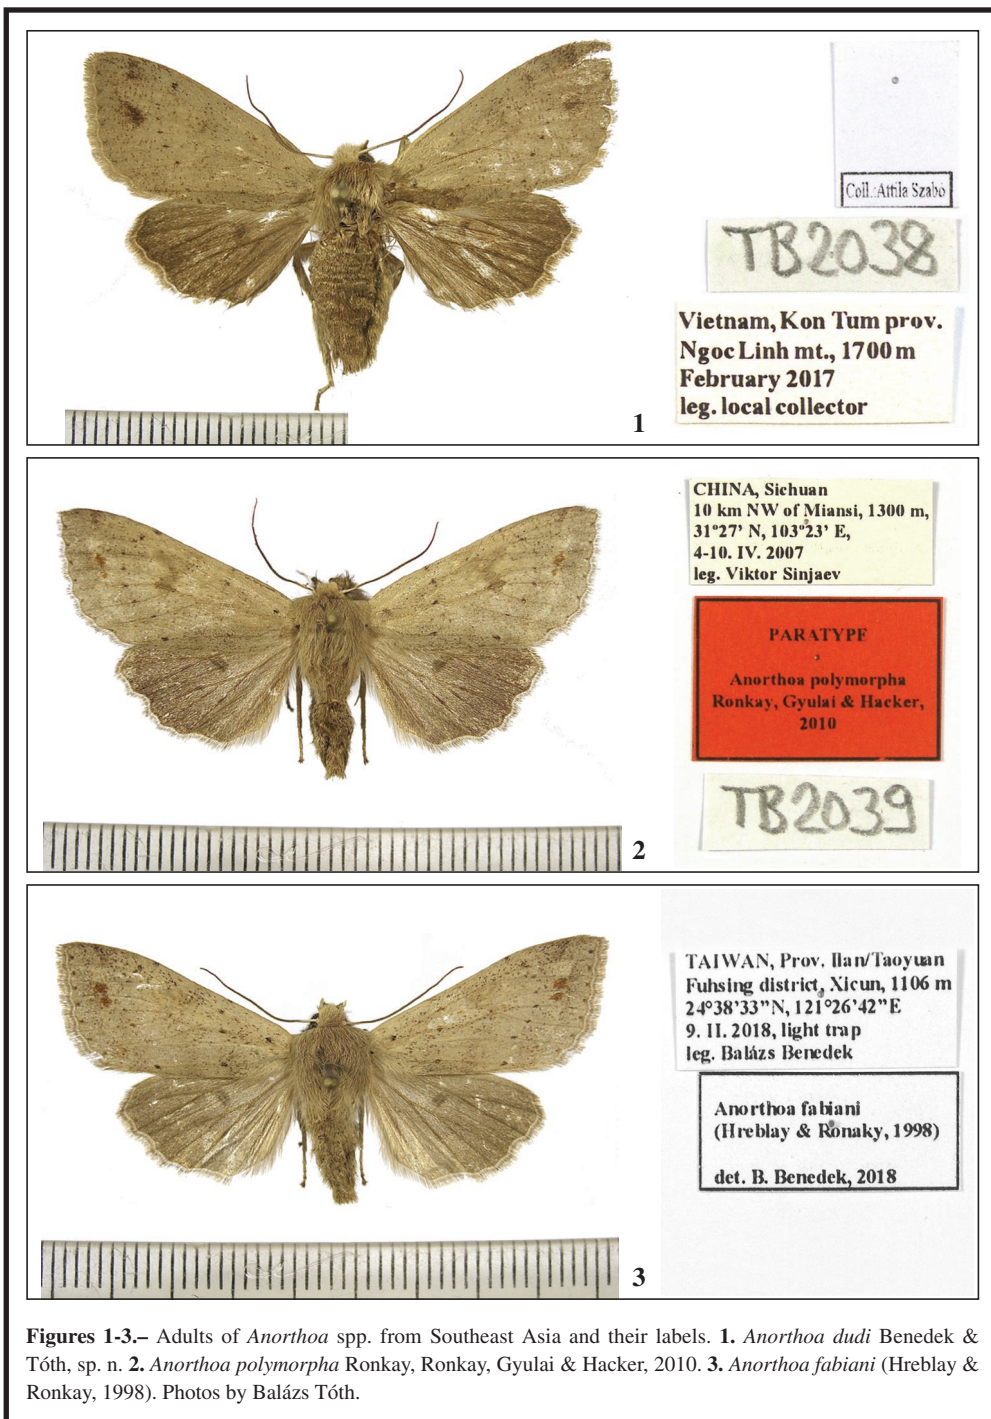 Coll.:Attila Szabó
TB2038
Vietnam, Kon Tum prov.
Ngoc Linh mt., 1700 m
February 2017
leg. local collector
1
CHINA, Sichuan
10 km NW of Miansi, 1300 m,
31°27' N, 103°23' E,
4-10. IV. 2007
leg. Viktor Sinjaev
PARATYPE
Anorthoa polymorpha
Ronkay, Gyulai & Hacker,
2010
TB2039
2
TAIWAN, Prov. Ilan/Taoyuan
Fuhsing district, Xicun, 1106 m
24°38'33"N, 121°26'42"E
9. II. 2018, light trap
leg. Balázs Benedek
Anorthoa fabiani
(Hreblay & Ronaky, 1998)
det. B. Benedek, 2018
3
Figures 1-3.– Adults of Anorthoa spp. from Southeast Asia and their labels. 1. Anorthoa dudi Benedek &
Tóth, sp. n. 2. Anorthoa polymorpha Ronkay, Ronkay, Gyulai & Hacker, 2010. 3. Anorthoa fabiani (Hreblay &
Ronkay, 1998). Photos by Balázs Tóth.